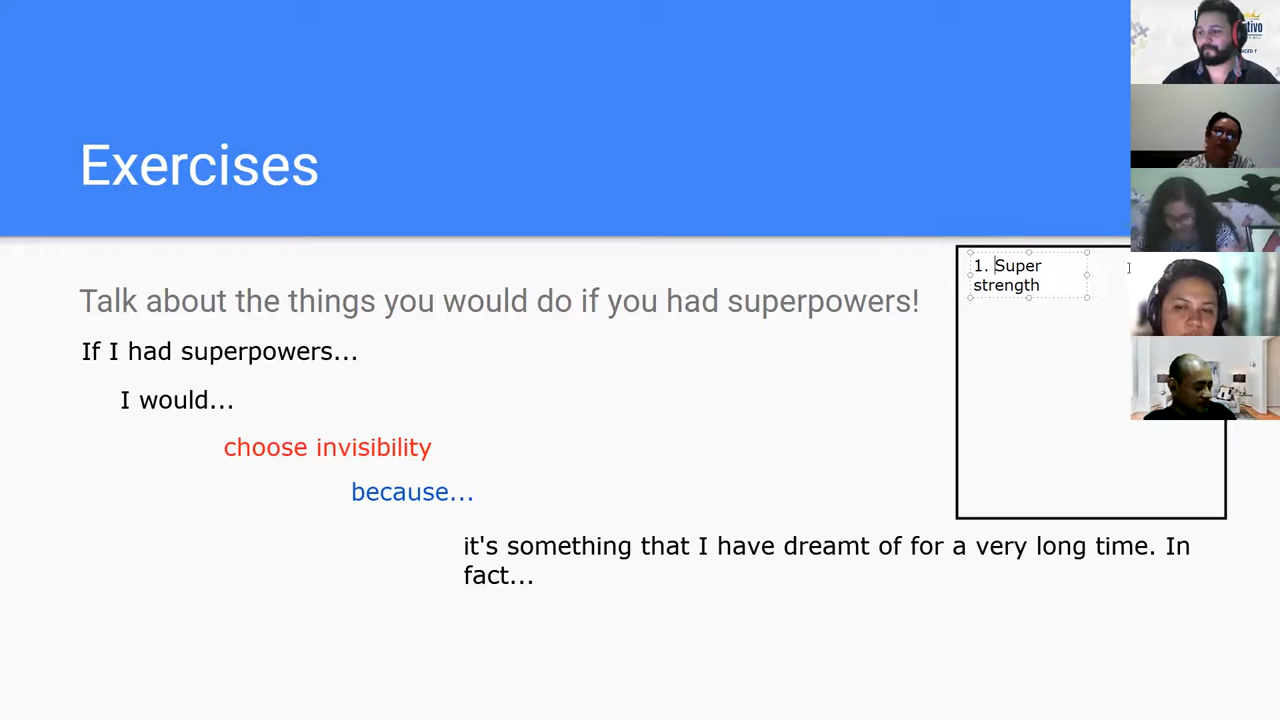 Exercises
Talk about the things you would do if you had superpowers!
If I had superpowers...
I would...
choose invisibility
because...
it's something that I have dreamt of for a very long time. In
fact...
1. Super
strength